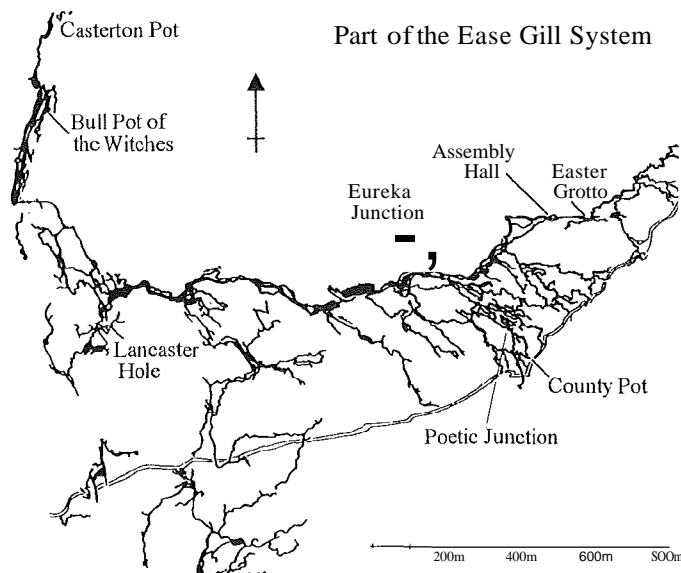 Part of the Ease Gill System
Casterton Pot
Bull Pot of
the Witches
Assembly
Hall
Easter
Grotto
Eureka
Junction
Lancaster
Hole
County Pot
Poetic Junction
200m 400m 600m SOOm